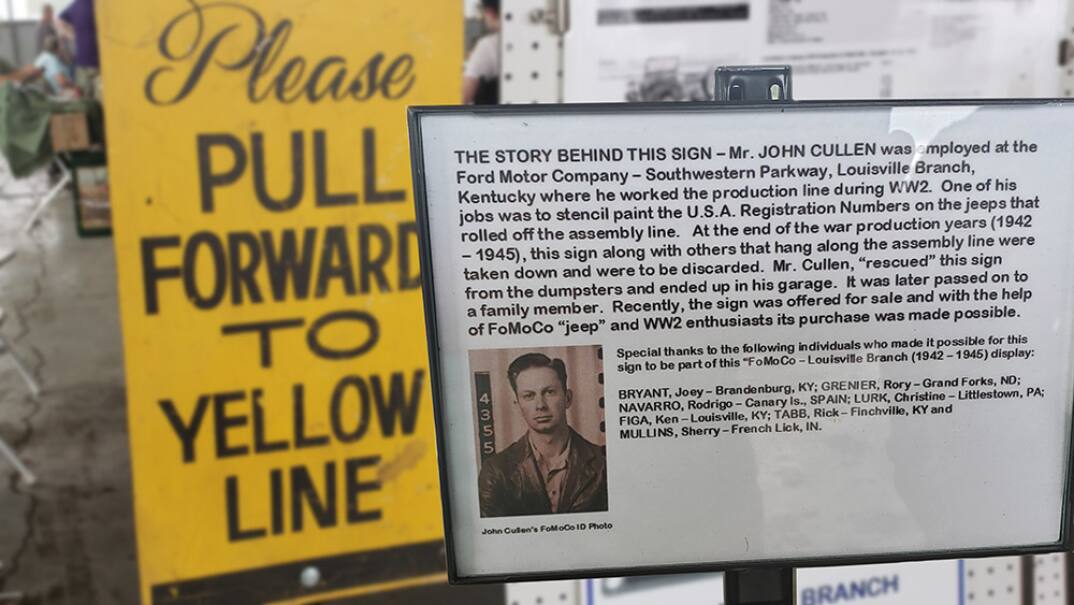 Please
PULL
FORWARD
TO
YELLOW
LINE
THE STORY BEHIND THIS SIGN – Mr. JOHN CULLEN was employed at the
Ford Motor Company – Southwestern Parkway, Louisville Branch,
Kentucky where he worked the production line during WW2. One of his
jobs was to stencil paint the U.S.A. Registration Numbers on the jeeps that
rolled off the assembly line. At the end of the war production years (1942
– 1945), this sign along with others that hang along the assembly line were
taken down and were to be discarded. Mr. Cullen, “rescued” this sign
from the dumpsters and ended up in his garage. It was later passed on to
a family member. Recently, the sign was offered for sale and with the help
of FoMoCo “jeep” and WW2 enthusiasts its purchase was made possible.
Special thanks to the following individuals who made it possible for this
sign to be part of this “FoMoCo – Louisville Branch (1942 – 1945) display:
BRYANT, Joey – Brandenburg, KY; GRENIER, Rory – Grand Forks, ND;
NAVARRO, Rodrigo – Canary Is., SPAIN; LURK, Christine – Littlestown, PA;
FIGA, Ken – Louisville, KY; TABB, Rick – Finchville, KY and
MULLINS, Sherry – French Lick, IN.
4355
John Cullen's FoMoCo ID Photo
BRANCH